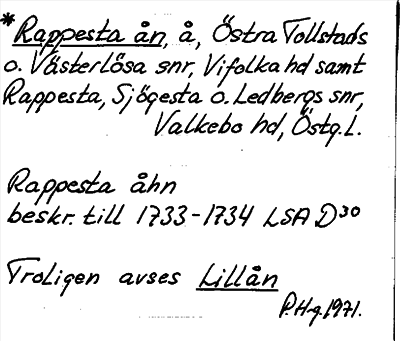 *Rappesta ån, å, Östra Tollstads
o. Västerlösa snr, Vifolka hd samt
Rappesta, Sjögesta o. Ledbergs snr,
Valkebo hd, Östg. l.
Rappesta åhn
beskr. till 1733-1734 LSA D30
Troligen avses Lillån
P.H-g. 1971.